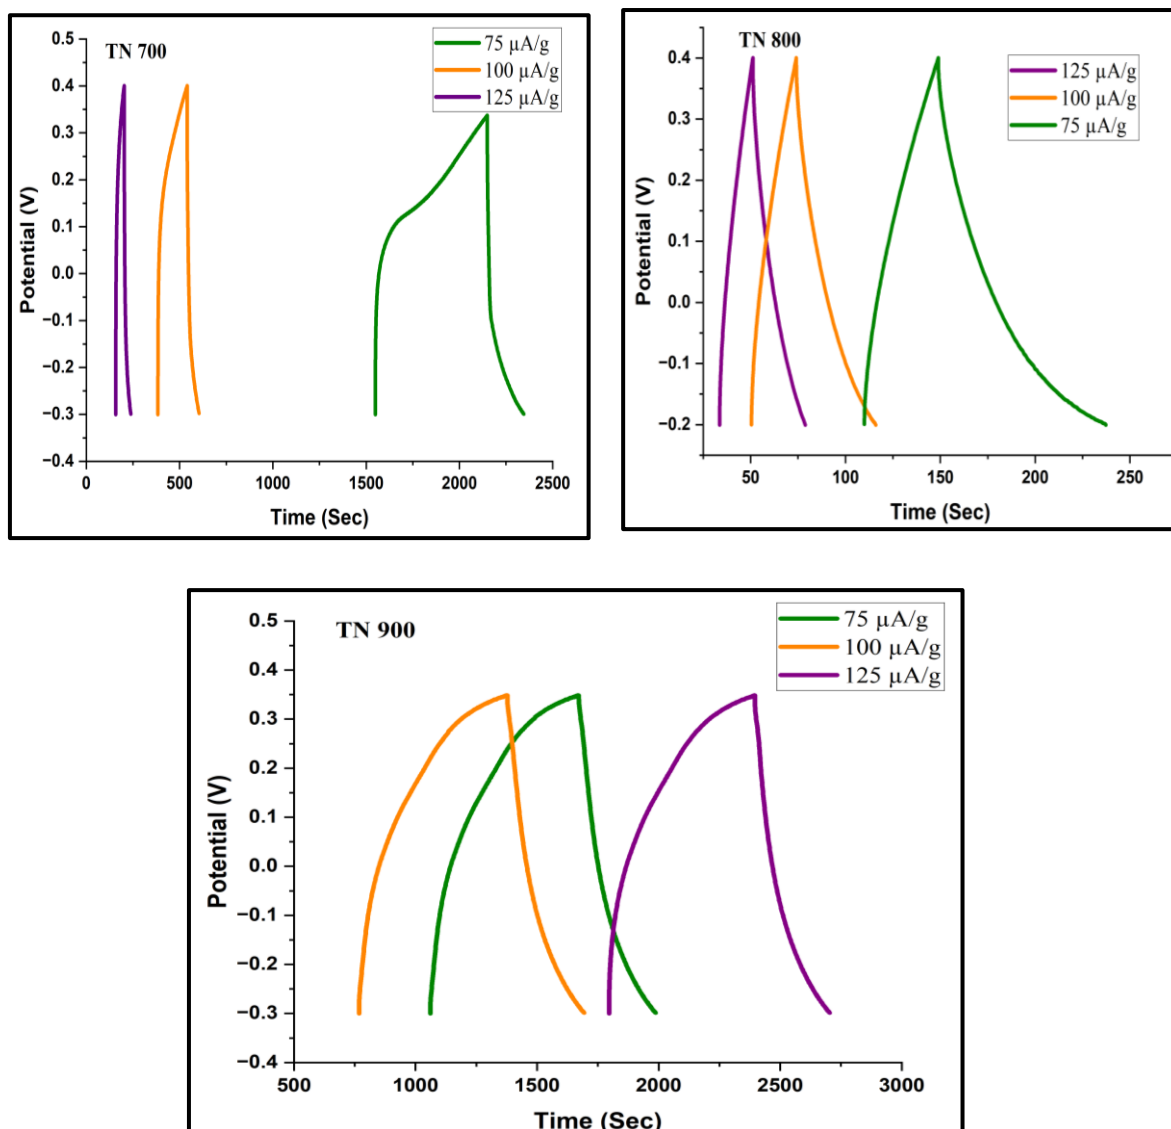 TN 700
75 µA/g
100 µA/g
125 µA/g
0.5
0.4
0.3
0.2
0.1
0.0
−0.1
−0.2
−0.3
−0.4
Potential (V)
0 500 1000 1500 2000 2500
Time (Sec)
TN 800
125 µA/g
100 µA/g
75 µA/g
0.4
0.3
0.2
0.1
0.0
−0.1
−0.2
Potential (V)
50 100 150 200 250
Time (Sec)
TN 900
75 µA/g
100 µA/g
125 µA/g
0.5
0.4
0.3
0.2
0.1
0.0
−0.1
−0.2
−0.3
−0.4
Potential (V)
500 1000 1500 2000 2500 3000
Time (Sec)